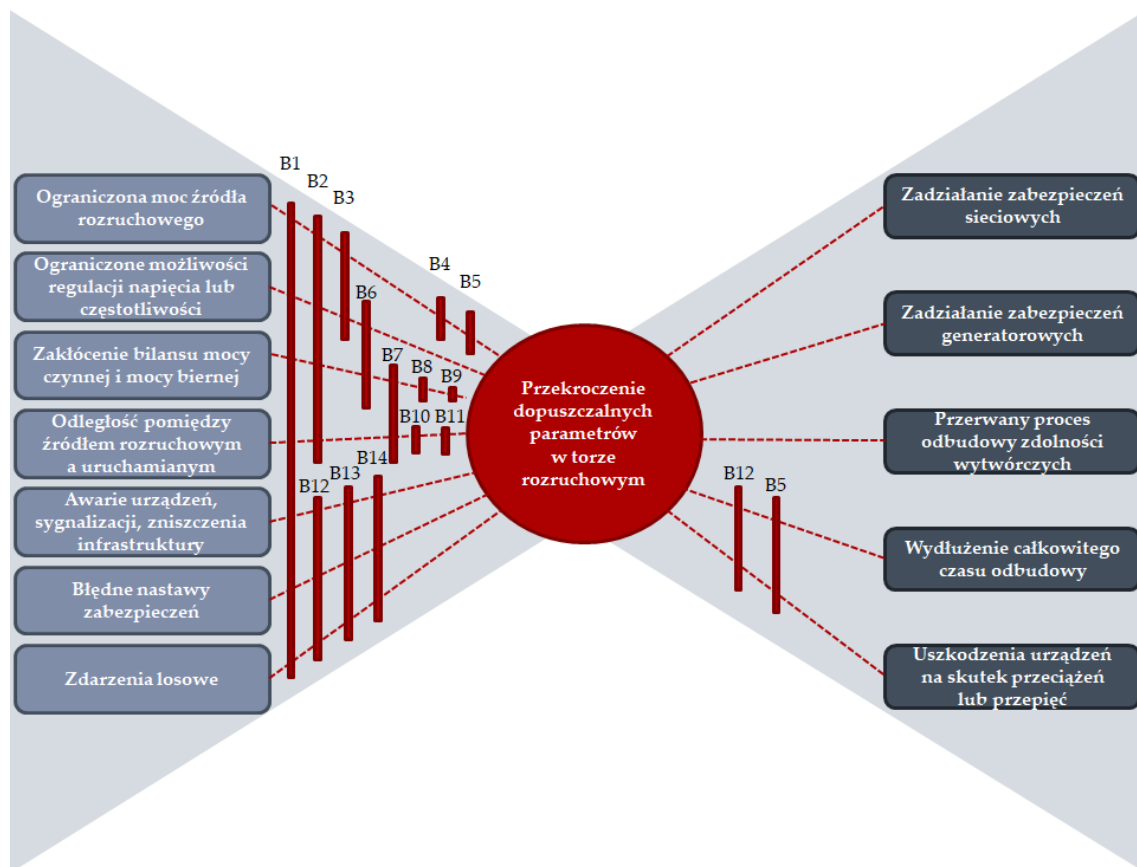 B1
B2
B3
B4
B5
B6
B7
B8
B9
B10
B11
B14
B13
B12
Ograniczona moc źródła
rozruchowego
Ograniczone możliwości
regulacji napięcia lub
częstotliwości
Zakłócenie bilansu mocy
czynnej i mocy biernej
Odległość pomiędzy
źródłem rozruchowym
a uruchamianym
Awarie urządzeń,
sygnalizacji, zniszczenia
infrastruktury
Błędne nastawy
zabezpieczeń
Zdarzenia losowe
Przekroczenie
dopuszczalnych
parametrów
w torze
rozruchowym
B12
B5
Zadziałanie zabezpieczeń
sieciowych
Zadziałanie zabezpieczeń
generatorowych
Przerwany proces
odbudowy zdolności
wytwórczych
Wydłużenie całkowitego
czasu odbudowy
Uszkodzenia urządzeń
na skutek przeciążeń
lub przepięć